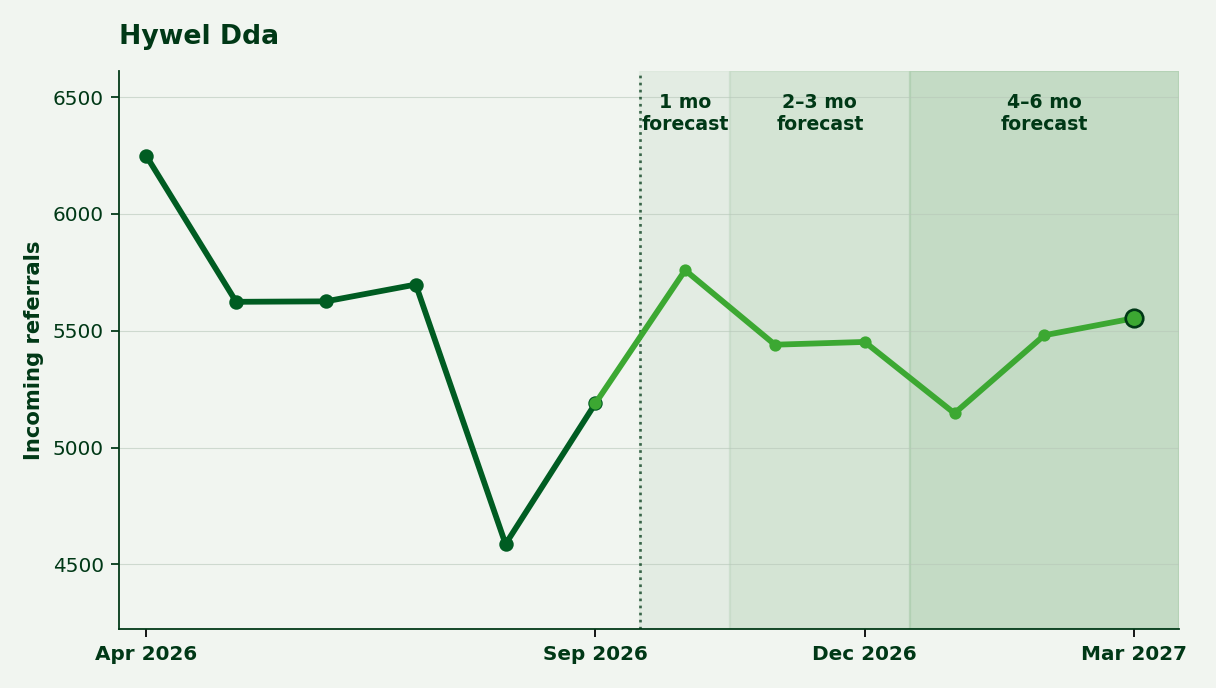 Hywel Dda
6500
6000
5500
5000
4500
Incoming referrals
1 mo
forecast
2–3 mo
forecast
4–6 mo
forecast
Apr 2026
Sep 2026
Dec 2026
Mar 2027